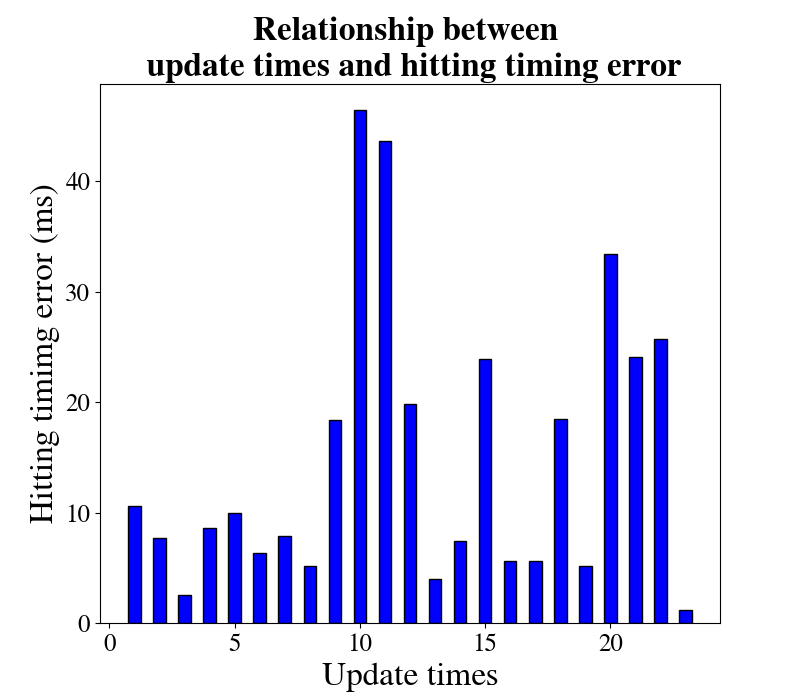 Relationship between
update times and hitting timing error
Hitting timimg error (ms)
40
30
20
10
0
0 5 10 15 20
Update times